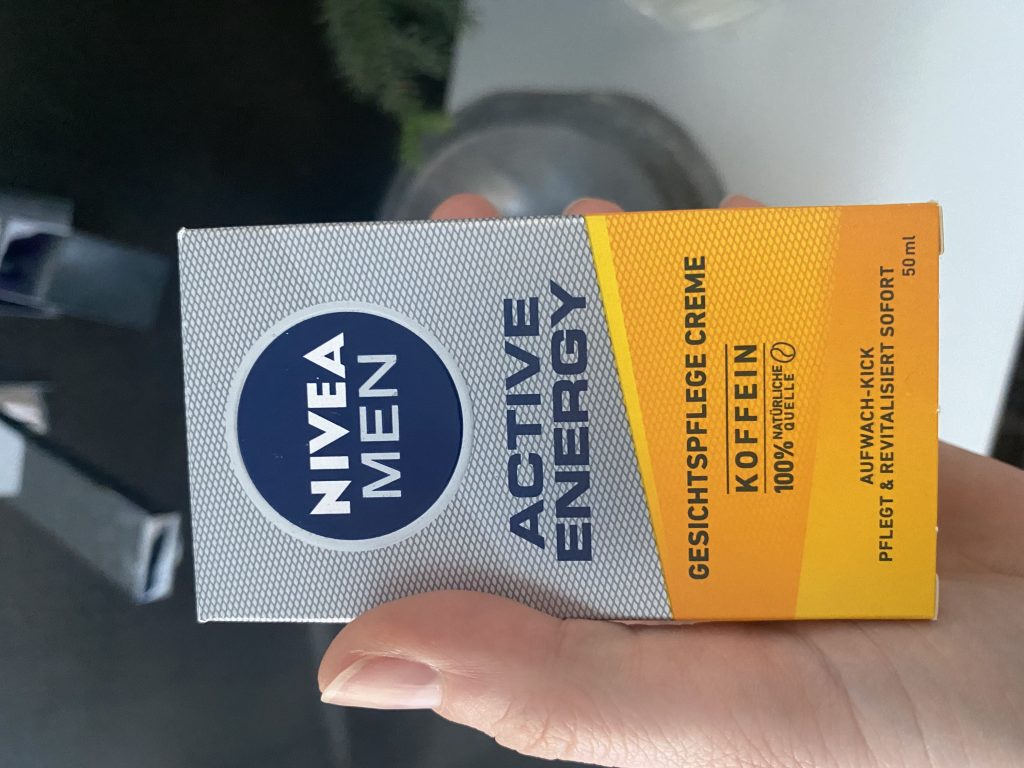 NIVEA
MEN
ACTIVE
ENERGY
GESICHTSPFLEGE CREME
KOFFEIN
100% NATÜRLICHE QUELLE
AUFWACH-KICK
PFLEGT & REVITALISIERT SOFORT
50 ml